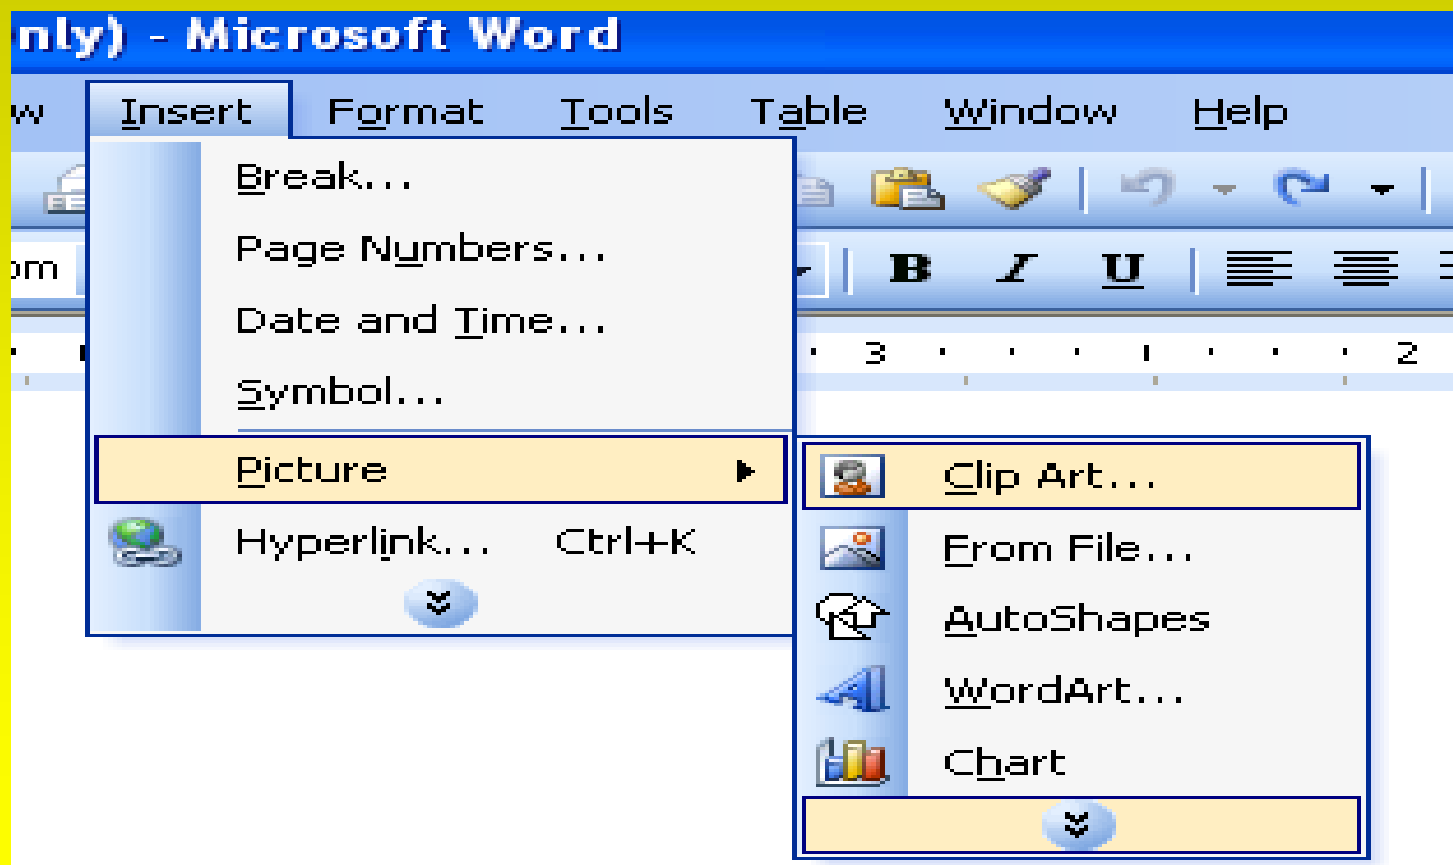 nly) - Microsoft Word
w Insert Format Tools Table Window Help
Break...
Page Numbers...
om B I U
Date and Time...
3 2
Symbol...
Picture
Clip Art...
Hyperlink... Ctrl+K
From File...
AutoShapes
WordArt...
Chart